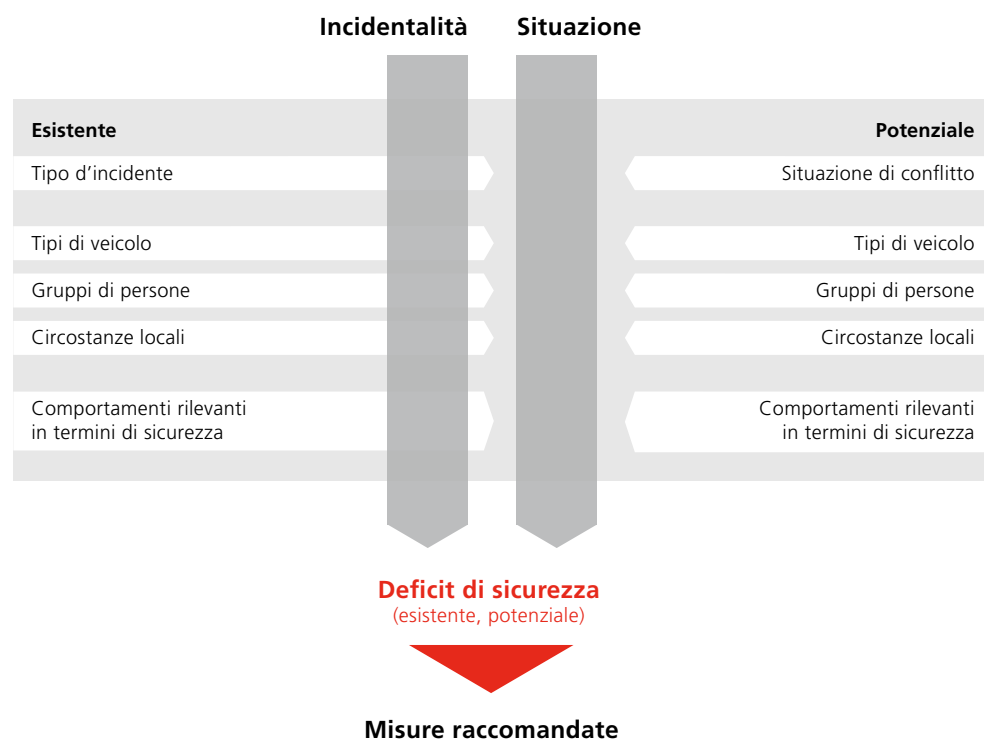 Incidentalità
Situazione
Esistente
Potenziale
Tipo d’incidente
Situazione di conflitto
Tipi di veicolo
Tipi di veicolo
Gruppi di persone
Gruppi di persone
Circostanze locali
Circostanze locali
Comportamenti rilevanti
in termini di sicurezza
Comportamenti rilevanti
in termini di sicurezza
Deficit di sicurezza
(esistente, potenziale)
Misure raccomandate